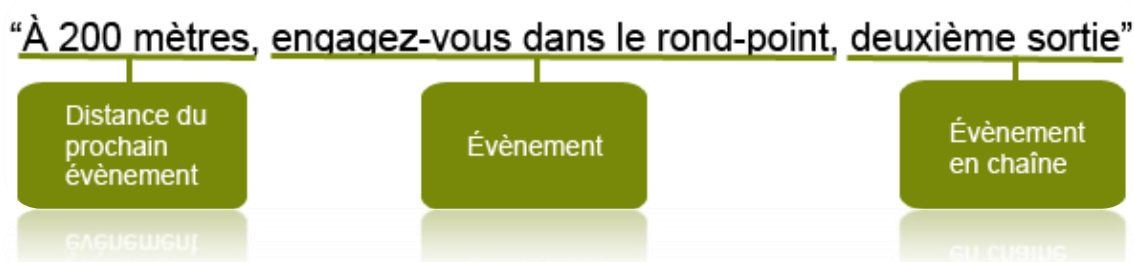 “À 200 mètres, engagez-vous dans le rond-point, deuxième sortie”
Distance du
prochain
évènement
Évènement
Évènement
en chaîne